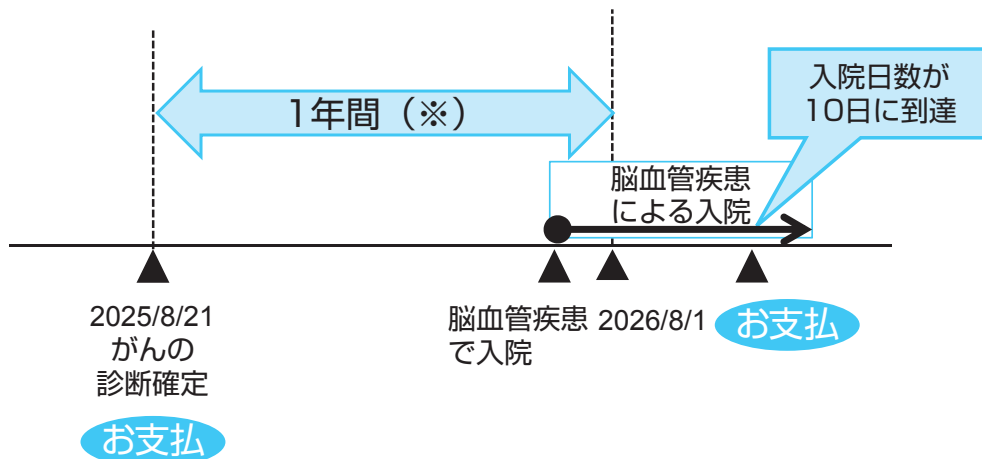 1年間（※）
入院日数が
10日に到達
脳血管疾患
による入院
2025/8/21
がんの
診断確定
お支払
脳血管疾患
で入院
2026/8/1
お支払